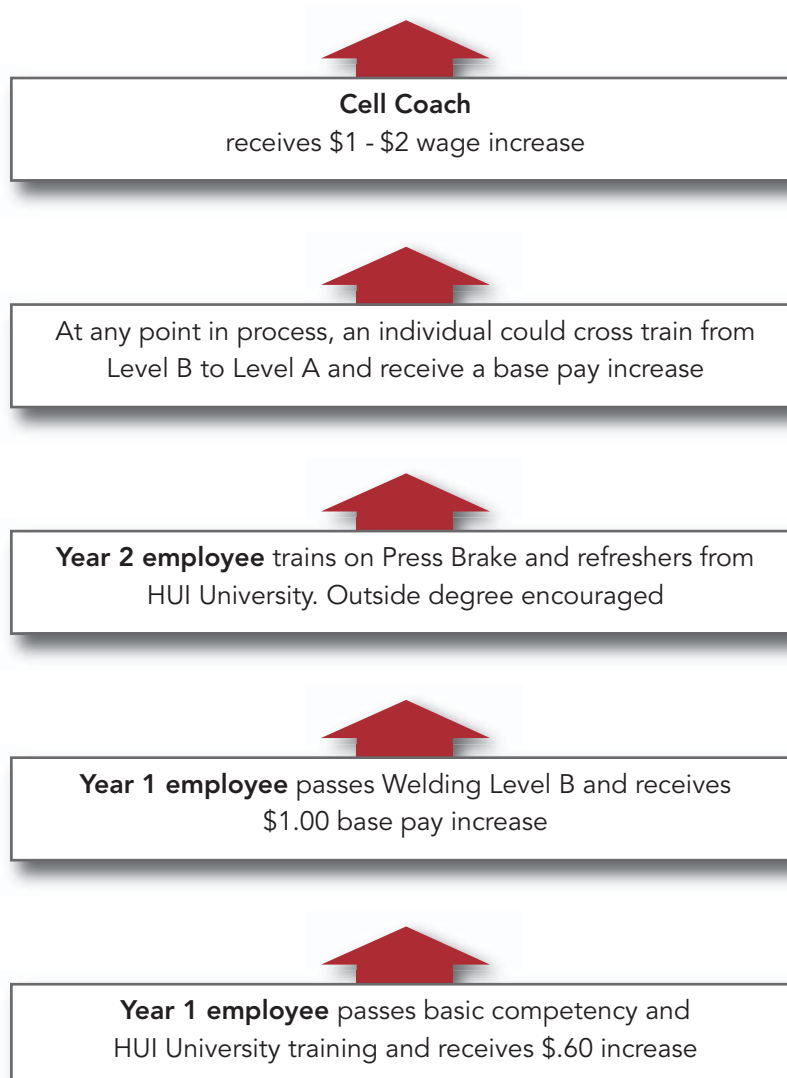 Cell Coach
receives $1 - $2 wage increase
At any point in process, an individual could cross train from
Level B to Level A and receive a base pay increase
Year 2 employee trains on Press Brake and refreshers from
HUI University. Outside degree encouraged
Year 1 employee passes Welding Level B and receives
$1.00 base pay increase
Year 1 employee passes basic competency and
HUI University training and receives $.60 increase